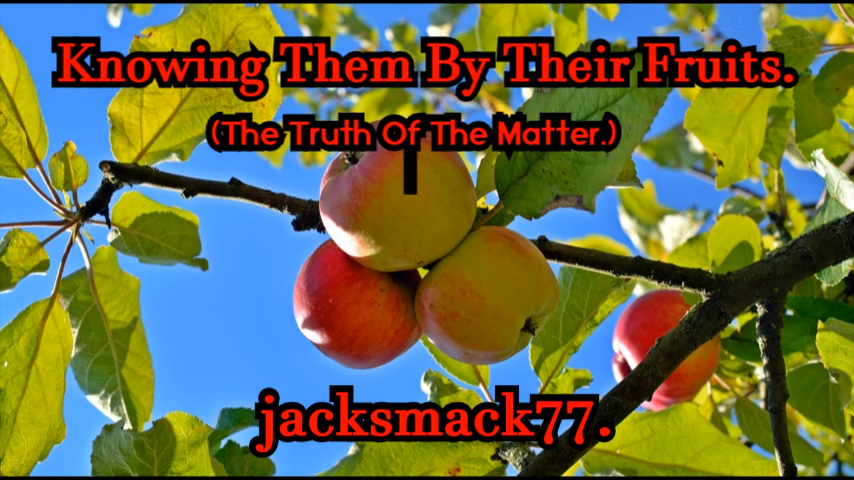 Knowing Them By Their Fruits.
(The Truth Of The Matter.)
jacksmack77.